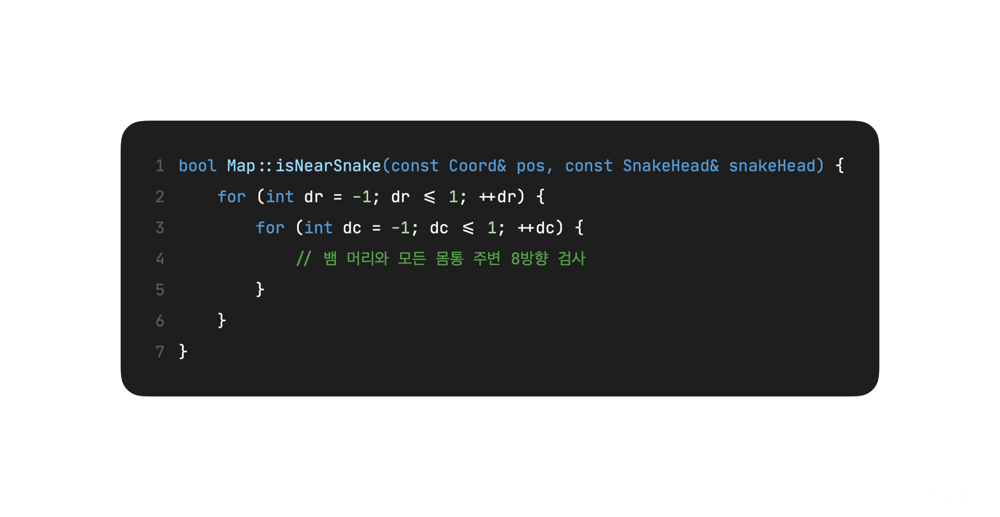 1 bool Map::isNearSnake(const Coord& pos, const SnakeHead& snakeHead) {
2     for (int dr = -1; dr <= 1; ++dr) {
3         for (int dc = -1; dc <= 1; ++dc) {
4             // 뱀 머리와 모든 몸통 주변 8방향 검사
5         }
6     }
7 }